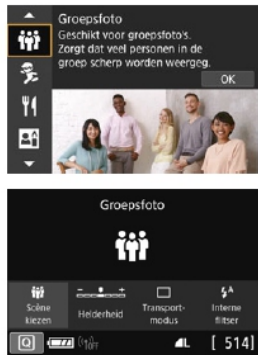 Groepsfoto
Geschikt voor groepsfoto's.
Zorgt dat veel personen in de
groep scherp worden weergeg.
OK
Groepsfoto
Scène kiezen
Helderheid
Transport-modus
Interne flitser
A
Q
OFF
L
[ 514]